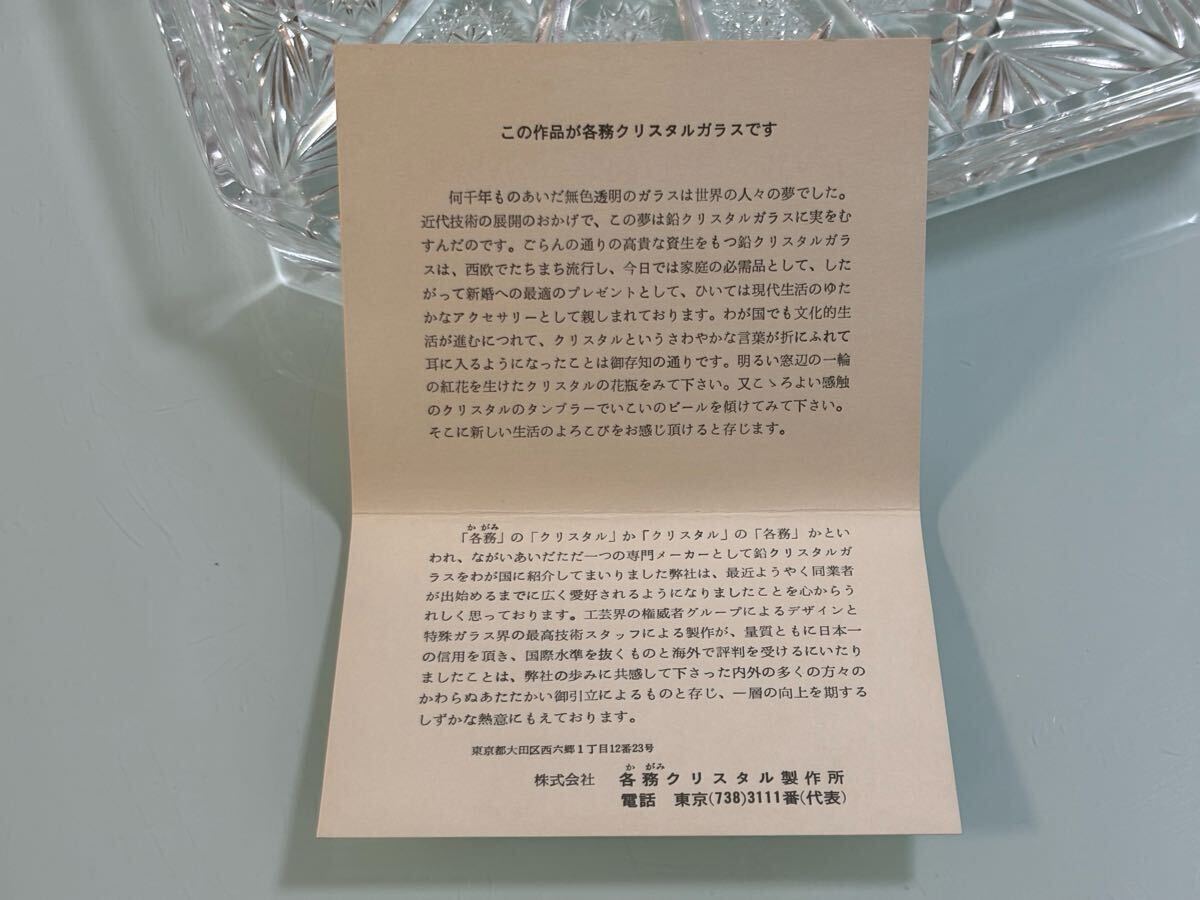 この作品が各務クリスタルガラスです
何千年ものあいだ無色透明のガラスは世界の人々の夢でした。
近代技術の展開のおかげで、この夢は鉛クリスタルガラスに実をむ
すんだのです。ごらんの通りの高貴な資生をもつ鉛クリスタルガラ
スは、西欧でたちまち流行し、今日では家庭の必需品として、した
がって新婚への最適のプレゼントとして、ひいては現代生活のゆた
かなアクセサリーとして親しまれております。わが国でも文化的生
活が進むにつれて、クリスタルというさわやかな言葉が折にふれて
耳に入るようになったことは御存知の通りです。明るい窓辺の一輪
の紅花を生けたクリスタルの花瓶をみて下さい。又こゝろよい感触
のクリスタルのタンブラーでいこいのビールを傾けてみて下さい。
そこに新しい生活のよろこびをお感じ頂けると存じます。
かがみ
「各務」の「クリスタル」か「クリスタル」の「各務」かとい
われ、ながいあいだただ一つの専門メーカーとして鉛クリスタルガ
ラスをわが国に紹介してまいりました弊社は、最近ようやく同業者
が出始めるまでに広く愛好されるようになりましたことを心からう
れしく思っております。工芸界の権威者グループによるデザインと
特殊ガラス界の最高技術スタッフによる製作が、量質ともに日本一
の信用を頂き、国際水準を抜くものと海外で評判を受けるにいたり
ましたことは、弊社の歩みに共感して下さった内外の多くの方々の
かわらぬあたたかい御引立によるものと存じ、一層の向上を期する
しずかな熱意にもえております。
東京都大田区西六郷1丁目12番23号
かがみ
株式会社 各務クリスタル製作所
電話 東京(738)3111番(代表)